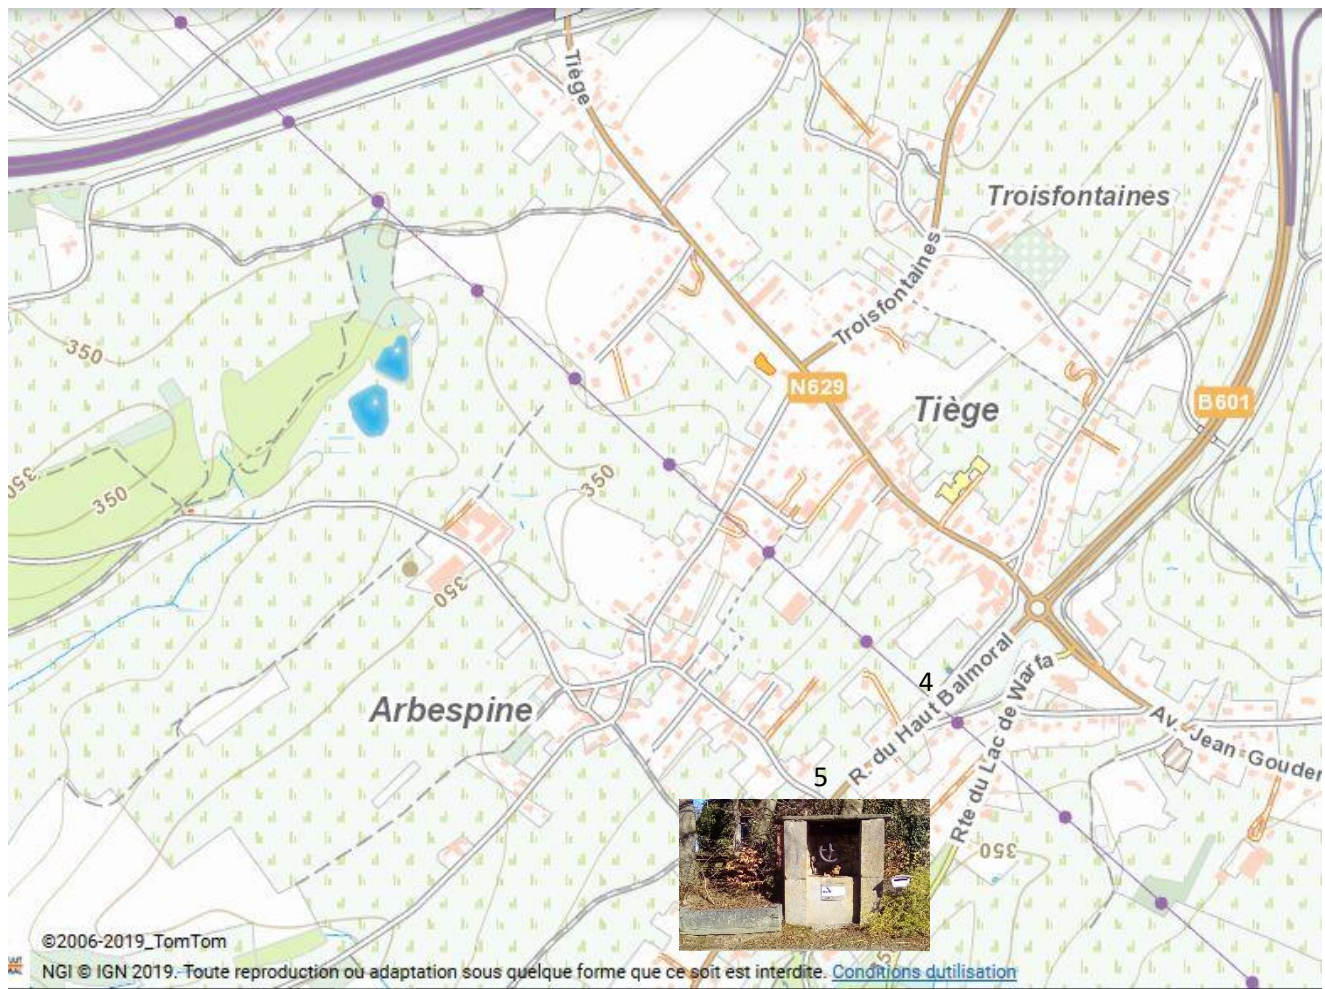 Tiège
Troisfontaines
Troisfontaines
350
N629
Tiège
B601
350
350
350
350
4
R. du Haut Balmoral
Rte du Lac de Warfa
Arbespine
Av. Jean Gouder
5
350
©2006-2019_TomTom
NGI © IGN 2019. Toute reproduction ou adaptation sous quelque forme que ce soit est interdite. Conditions dutilisation